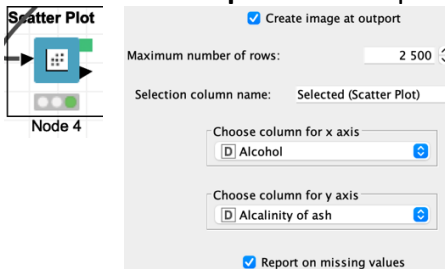 Scatter Plot
Node 4
Create image at outport
Maximum number of rows: 2 500
Selection column name: Selected (Scatter Plot)
Choose column for x axis
D Alcohol
Choose column for y axis
D Alcalinity of ash
Report on missing values